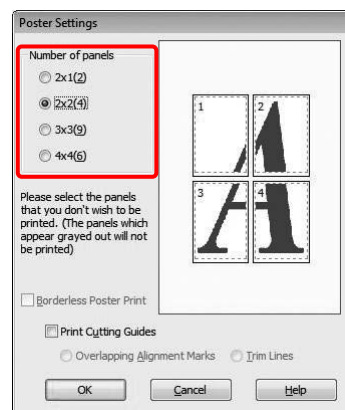 Poster Settings
Number of panels
2x1(2)
2x2(4)
3x3(9)
4x4(6)
1
2
3
4
A
Please select the panels
that you don't wish to be
printed. (The panels which
appear grayed out will not
be printed)
Borderless Poster Print
Print Cutting Guides
Overlapping Alignment Marks
Trim Lines
OK
Cancel
Help